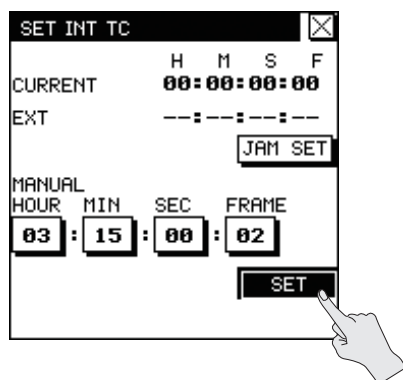 SET INT TC
H M S F
CURRENT 00:00:00:00
EXT --:--:--:--
JAM SET
MANUAL
HOUR MIN SEC FRAME
03 : 15 : 00 : 02
SET